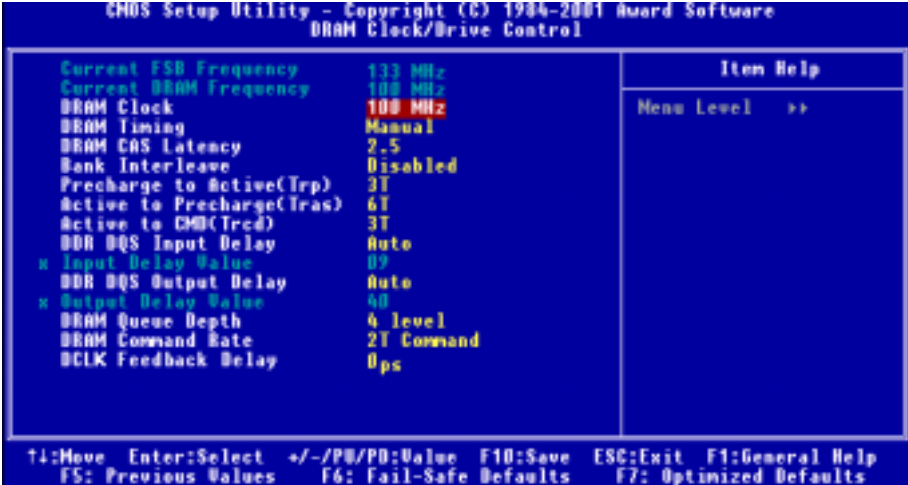 CMOS Setup Utility - Copyright (C) 1984-2001 Award Software
DRAM Clock/Drive Control
Current FSB Frequency 133 MHz
Current DRAM Frequency 100 MHz
DRAM Clock 100 MHz
DRAM Timing Manual
DRAM CAS Latency 2.5
Bank Interleave Disabled
Precharge to Active(Trp) 3T
Active to Precharge(Tras) 6T
Active to CMD(Trcd) 3T
DDR DQS Input Delay Auto
x Input Delay Value 09
DDR DQS Output Delay Auto
x Output Delay Value 40
DRAM Queue Depth 4 level
DRAM Command Rate 2T Command
DCLK Feedback Delay 0ps
Item Help
Menu Level ▸▸
↑↓:Move Enter:Select +/-/PU/PD:Value F10:Save ESC:Exit F1:General Help
F5: Previous Values F6: Fail-Safe Defaults F7: Optimized Defaults